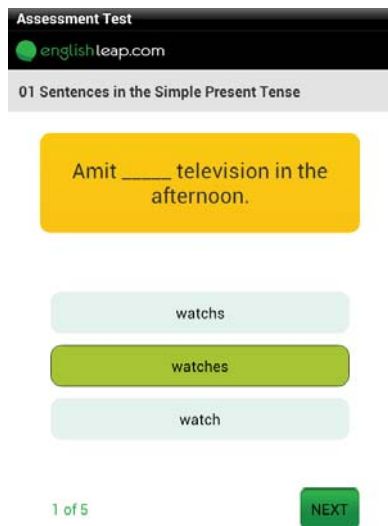 Assessment Test
englishleap.com
01 Sentences in the Simple Present Tense
Amit _____ television in the
afternoon.
watchs
watches
watch
1 of 5
NEXT